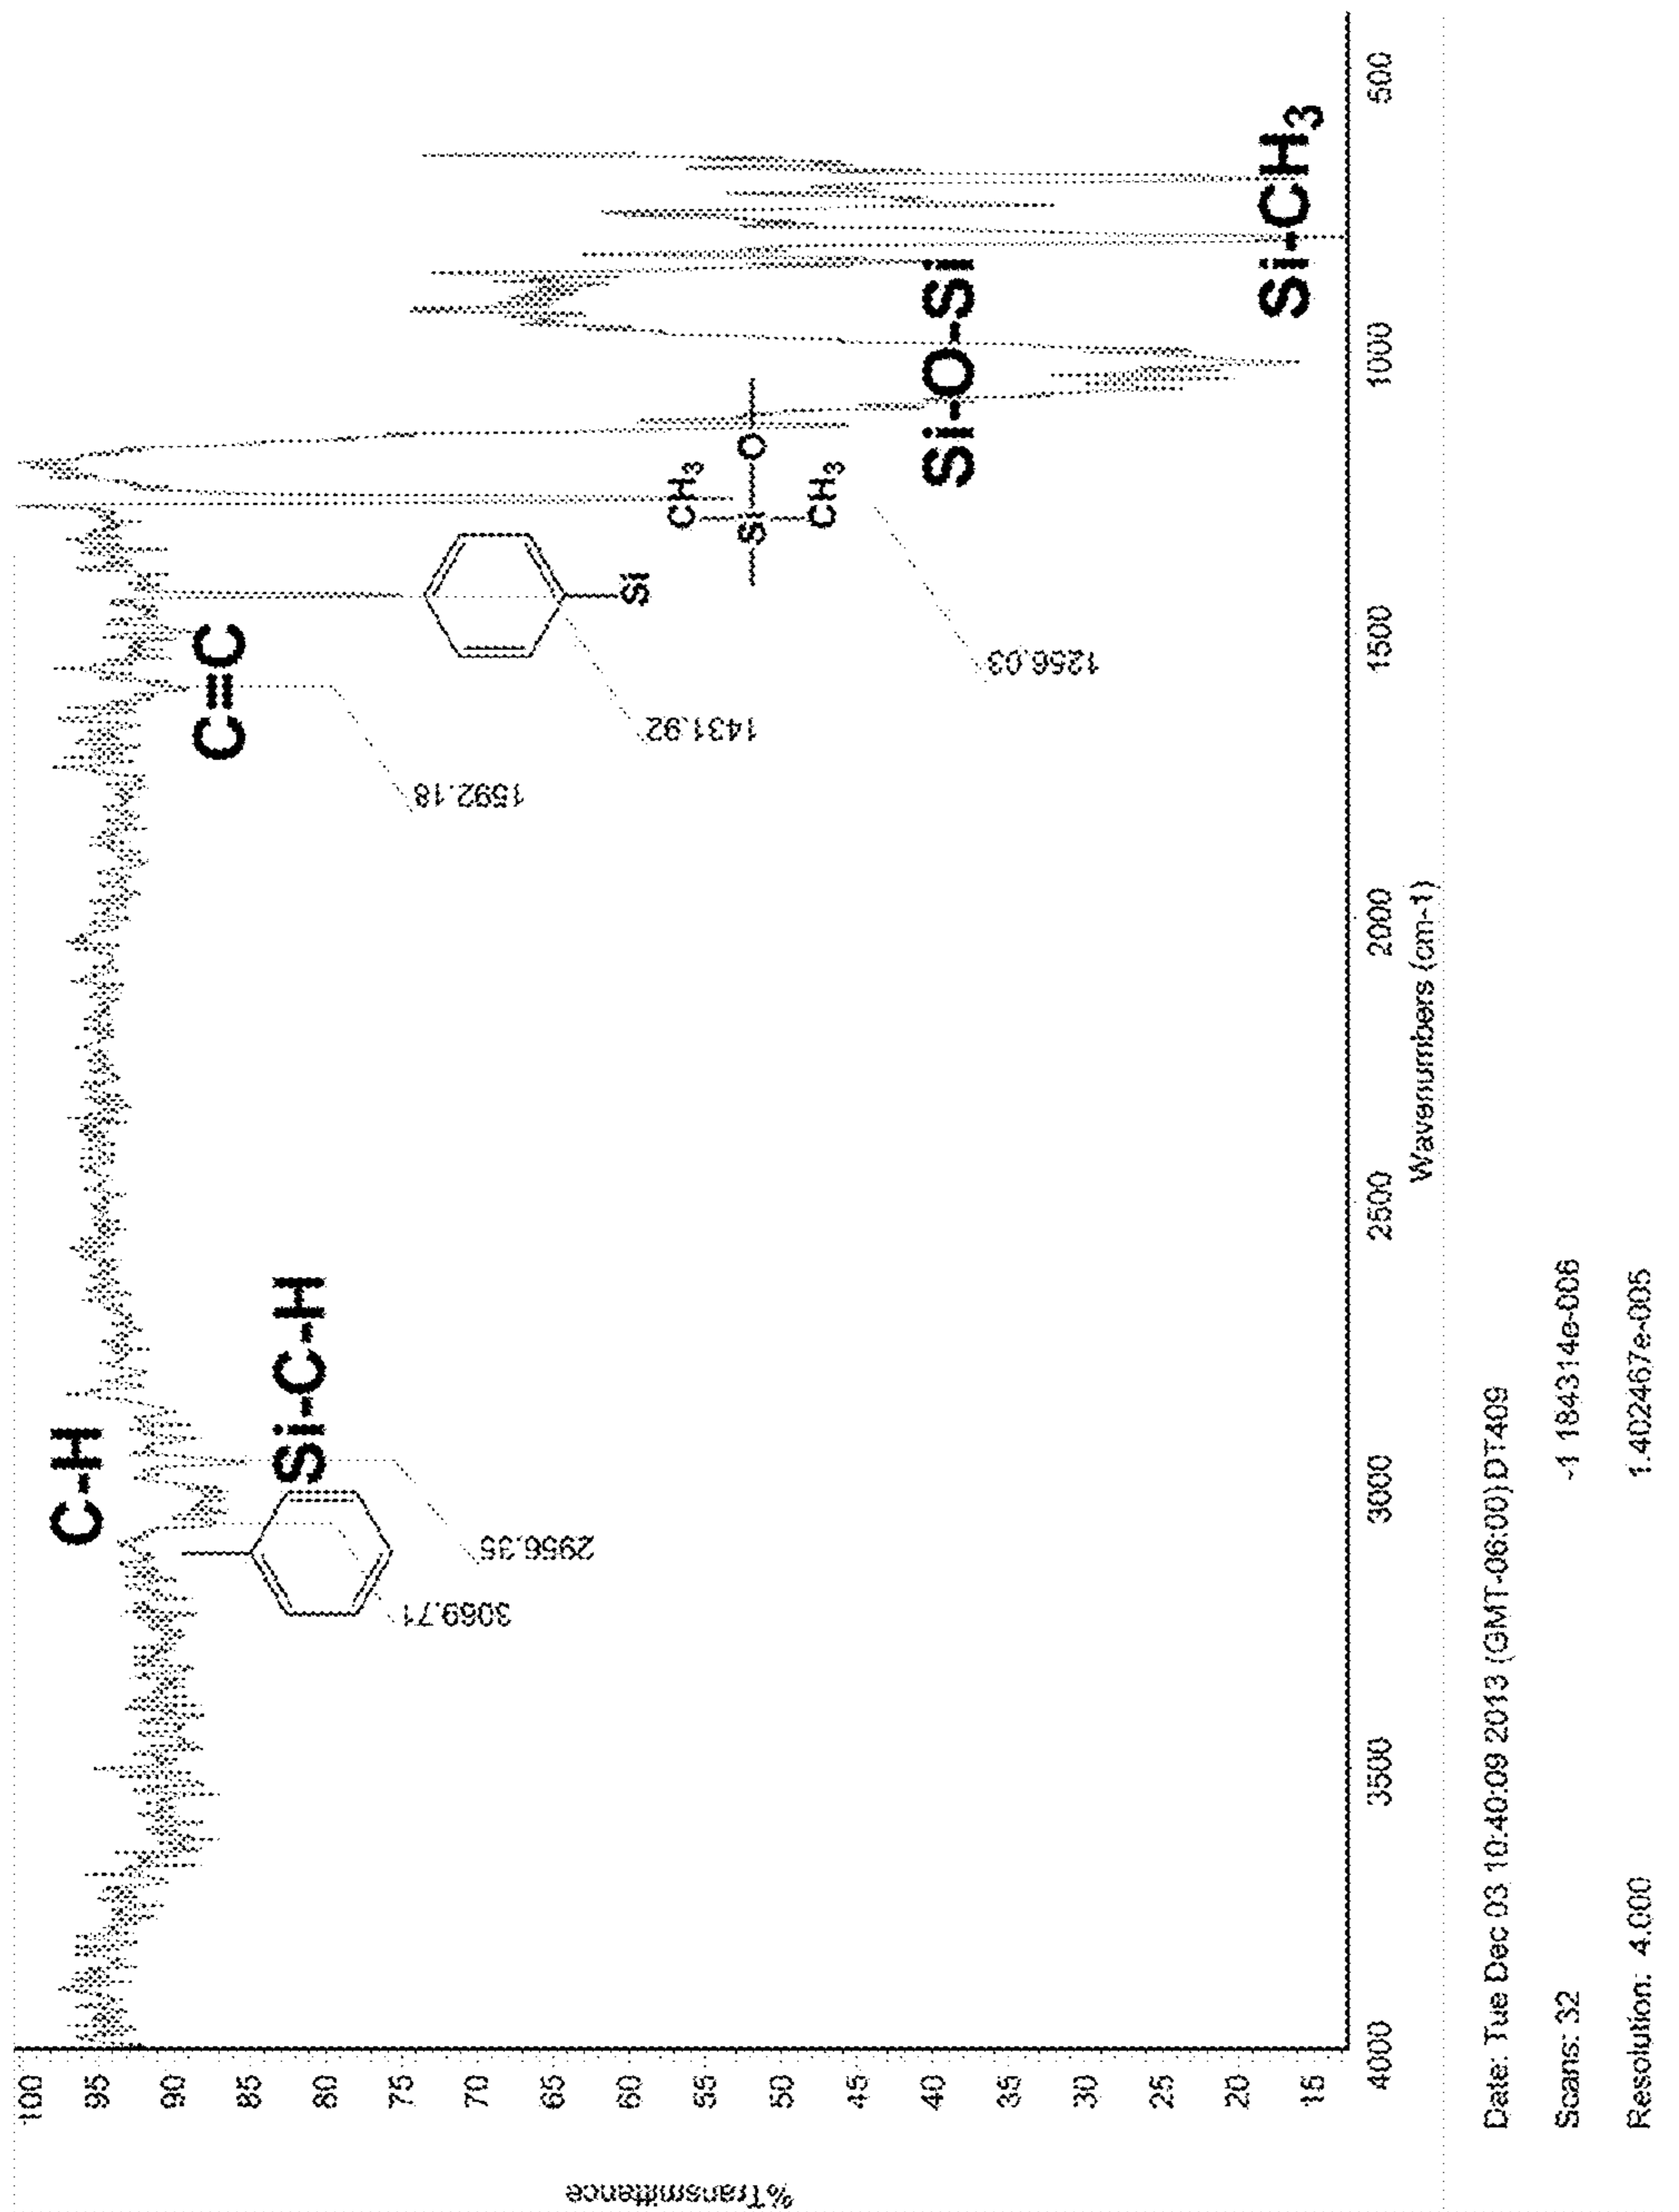 %Transmittance
100
95
90
85
80
75
70
65
60
55
50
45
40
35
30
25
20
15
C-H
Si-C-H
3069.71
2956.35
C=C
1592.18
1431.92
Si
CH3
Si
O
CH3
1256.03
Si-O-Si
Si-CH3
4000
3500
3000
2500
2000
1500
1000
500
Wavenumbers (cm-1)
Date: Tue Dec 03 10:40:09 2013 (GMT-06:00) DT409
Scans: 32
-1.184314e-006
Resolution: 4.000
1.402467e-005